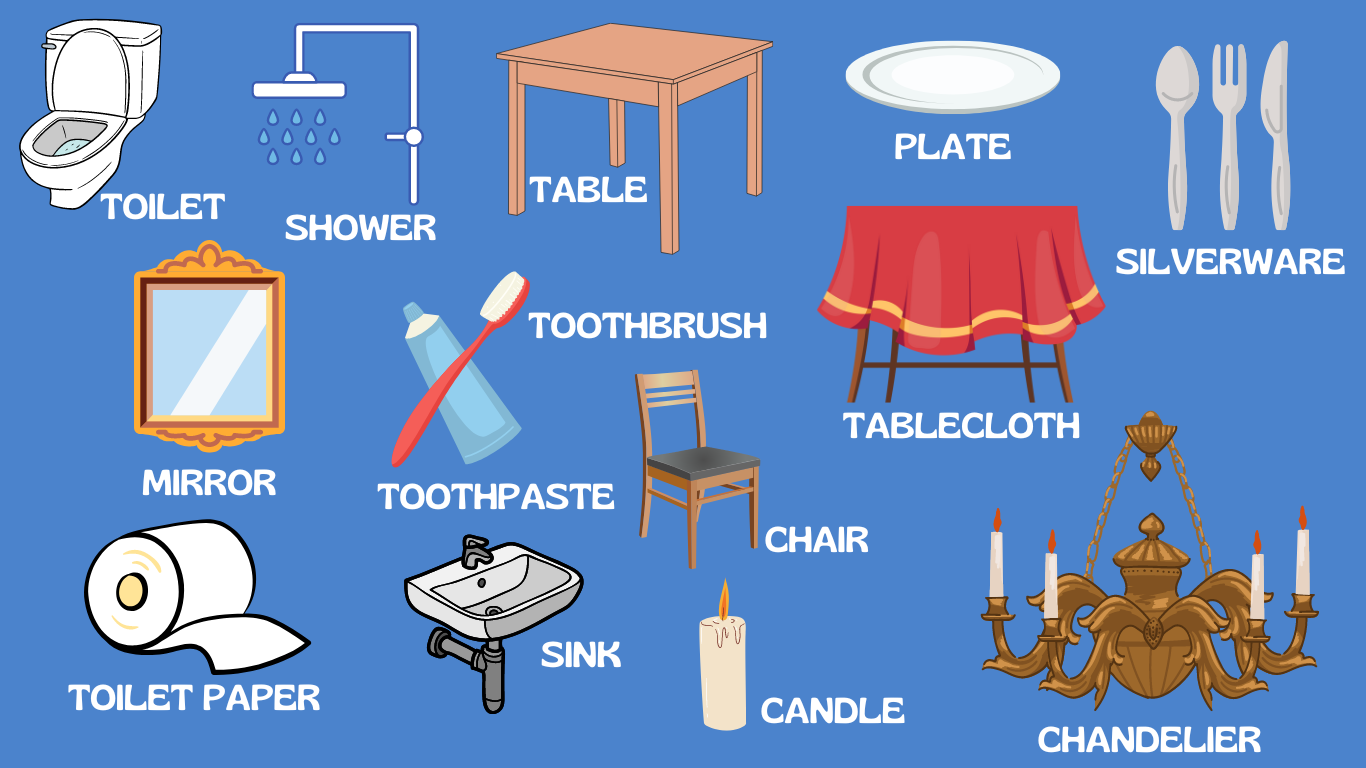 TOILET
SHOWER
TABLE
PLATE
SILVERWARE
MIRROR
TOOTHBRUSH
TOOTHPASTE
TABLECLOTH
CHAIR
TOILET PAPER
SINK
CANDLE
CHANDELIER